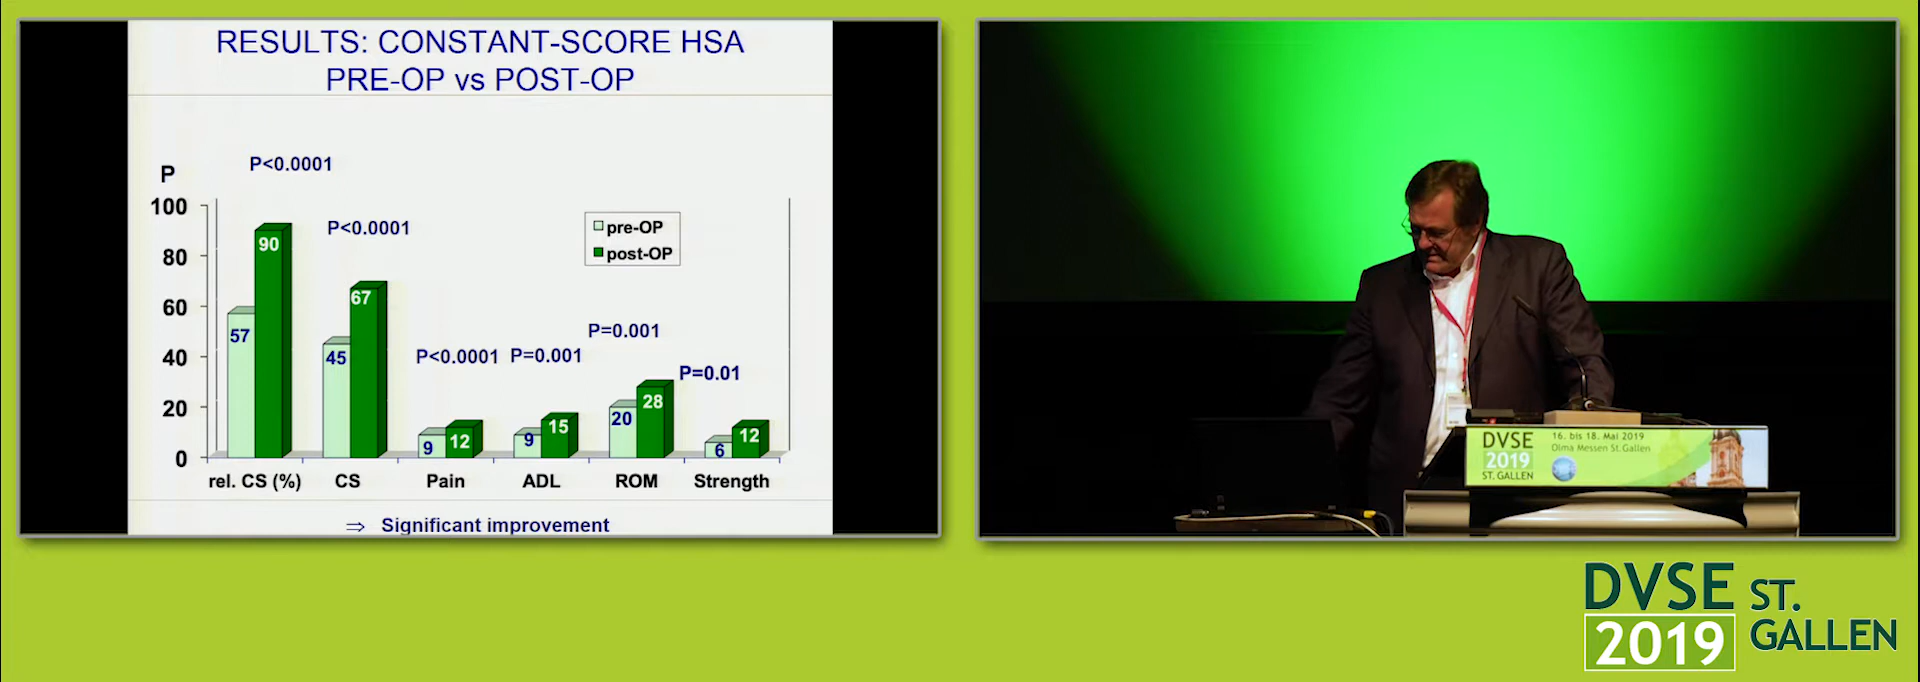 RESULTS: CONSTANT-SCORE HSA
PRE-OP vs POST-OP
P<0.0001
P
100
80
60
40
20
0
P<0.0001
pre-OP
post-OP
P<0.0001
P=0.001
P=0.001
P=0.01
57
90
45
67
9
12
9
15
20
28
6
12
rel. CS (%)
CS
Pain
ADL
ROM
Strength
⇒ Significant improvement
DVSE
2019
ST. GALLEN
16. bis 18. Mai 2019
Olma Messen St.Gallen
DVSE ST.
2019 GALLEN